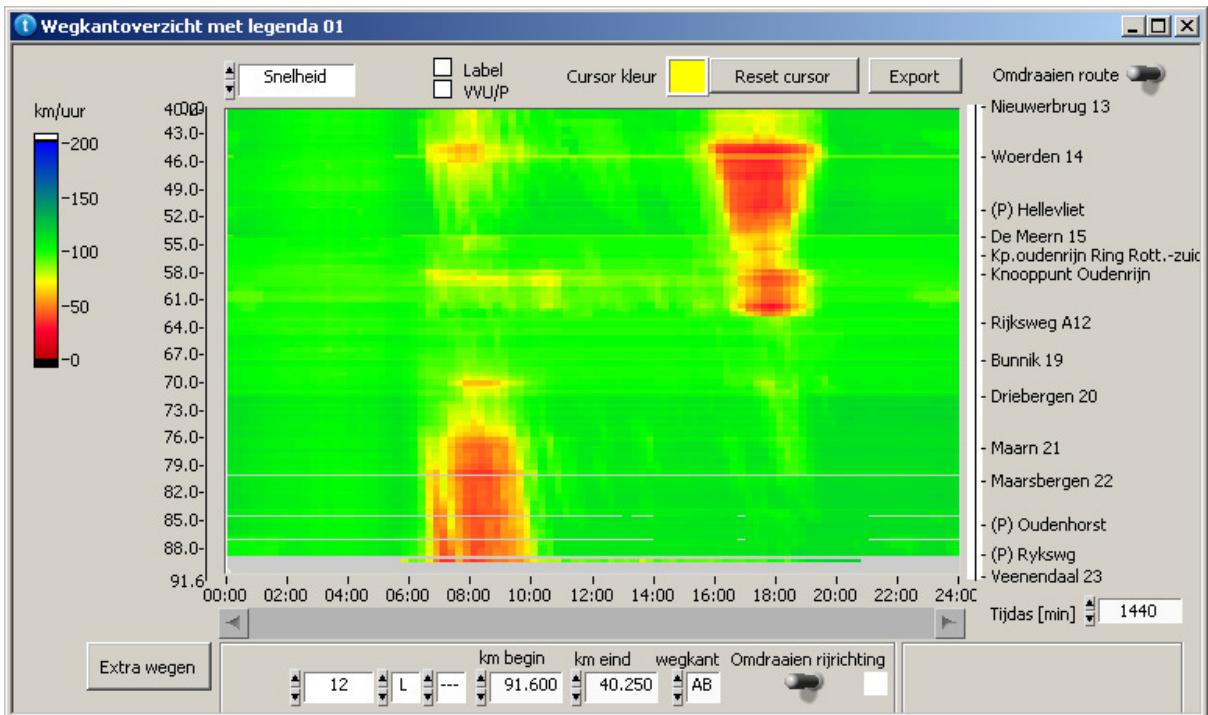 Wegkantoverzicht met legenda 01
Snelheid
Label
VVU/P
Cursor kleur
Reset cursor
Export
Omdraaien route
km/uur
-200
-150
-100
-50
-0
43.0-
46.0-
49.0-
52.0-
55.0-
58.0-
61.0-
64.0-
67.0-
70.0-
73.0-
76.0-
79.0-
82.0-
85.0-
88.0-
91.6
- Nieuwerbrug 13
- Woerden 14
- (P) Hellevliet
- De Meern 15
- Kp.oudenrijn Ring Rott.-zuic
- Knooppunt Oudenrijn
- Rijksweg A12
- Bunnik 19
- Driebergen 20
- Maarn 21
- Maarsbergen 22
- (P) Oudenhorst
- (P) Rykswg
- Veenendaal 23
00:00 02:00 04:00 06:00 08:00 10:00 12:00 14:00 16:00 18:00 20:00 22:00 24:00
Tijdas [min] 1440
Extra wegen
km begin km eind wegkant Omdraaien rijrichting
12 L --- 91.600 40.250 AB